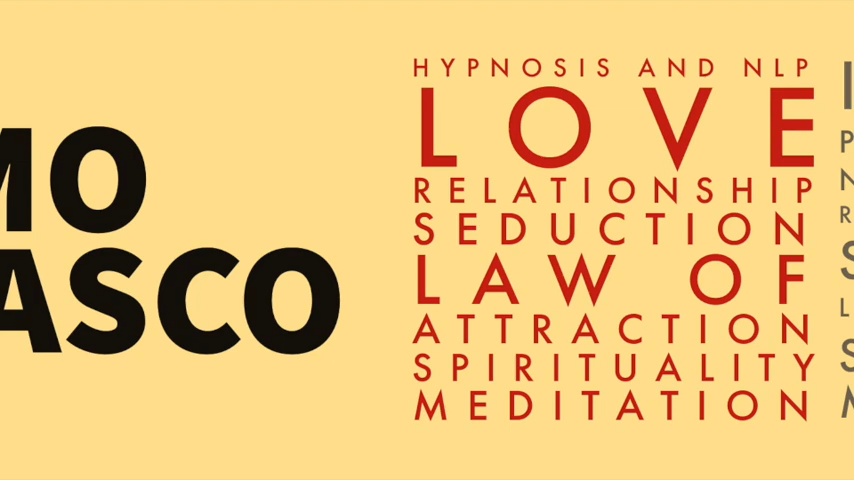 MO
ASCO
HYPNOSIS AND NLP
LOVE
RELATIONSHIP
SEDUCTION
LAW OF
ATTRACTION
SPIRITUALITY
MEDITATION